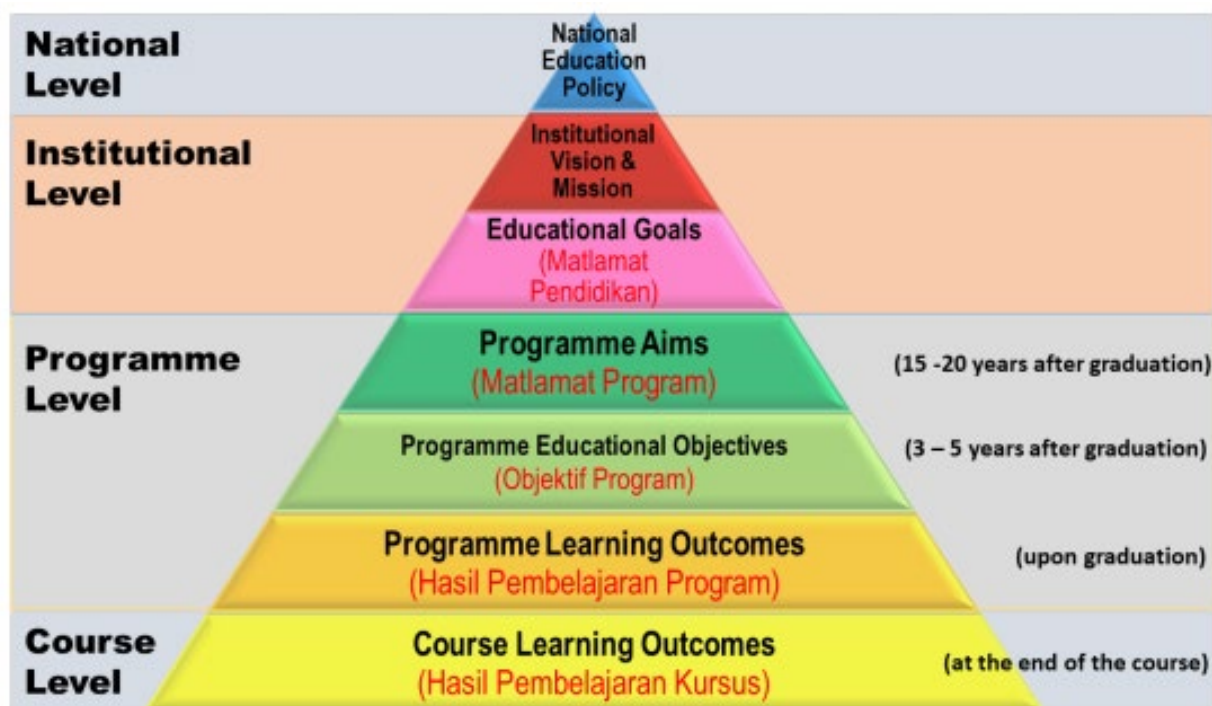 National
Level
National
Education
Policy
Institutional
Level
Institutional
Vision &
Mission
Educational Goals
(Matlamat
Pendidikan)
Programme
Level
Programme Aims
(Matlamat Program)
(15 -20 years after graduation)
Programme Educational Objectives
(Objektif Program)
(3 – 5 years after graduation)
Programme Learning Outcomes
(Hasil Pembelajaran Program)
(upon graduation)
Course
Level
Course Learning Outcomes
(Hasil Pembelajaran Kursus)
(at the end of the course)